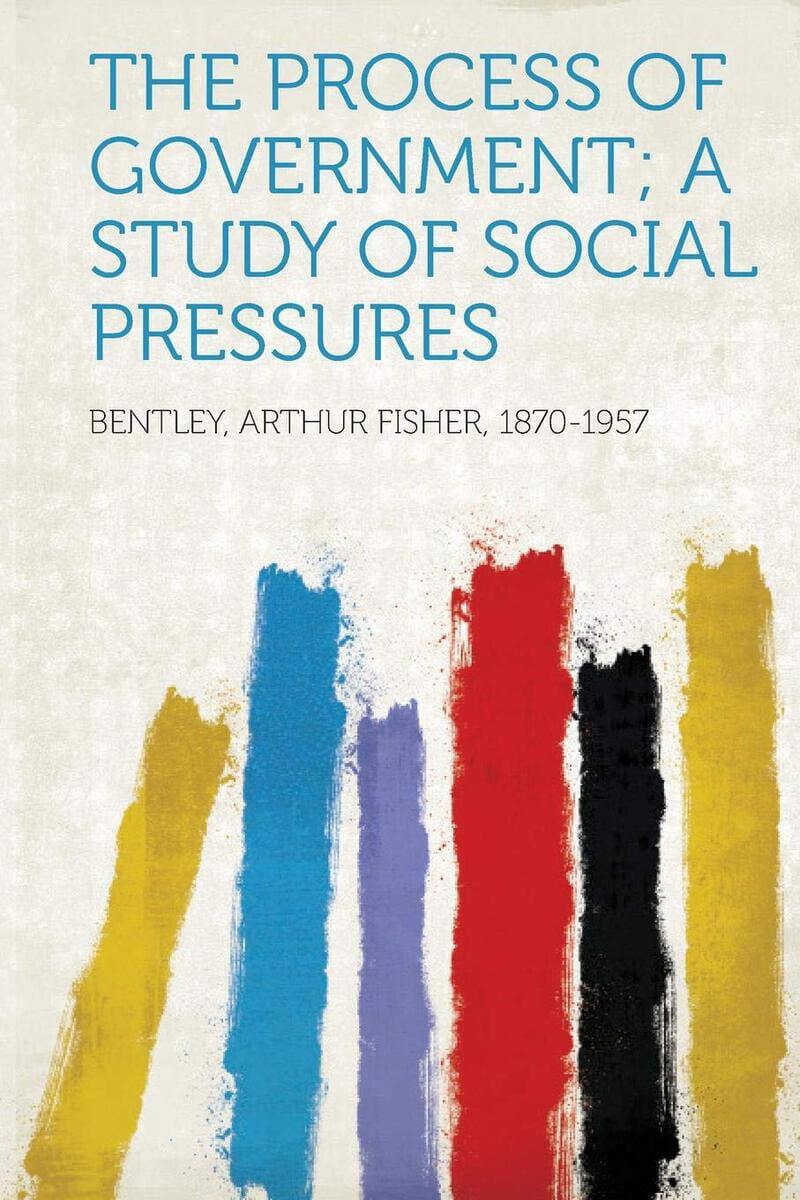 THE PROCESS OF
GOVERNMENT; A
STUDY OF SOCIAL
PRESSURES
BENTLEY, ARTHUR FISHER, 1870-1957